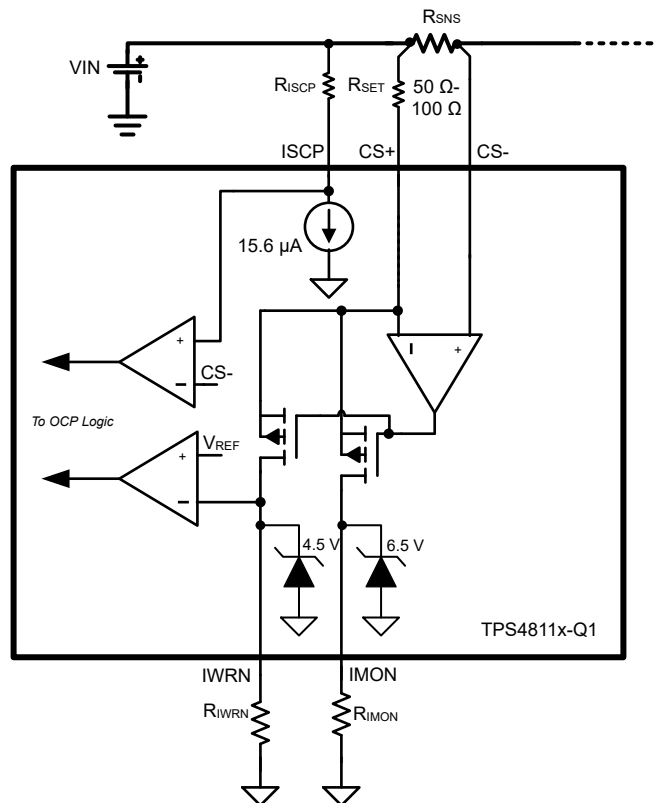 RSNS
VIN
RISCP
RSET
50 Ω-
100 Ω
ISCP
CS+
CS-
15.6 µA
+
−
CS-
−
+
To OCP Logic
VREF
+
−
4.5 V
6.5 V
TPS4811x-Q1
IWRN
IMON
RIWRN
RIMON